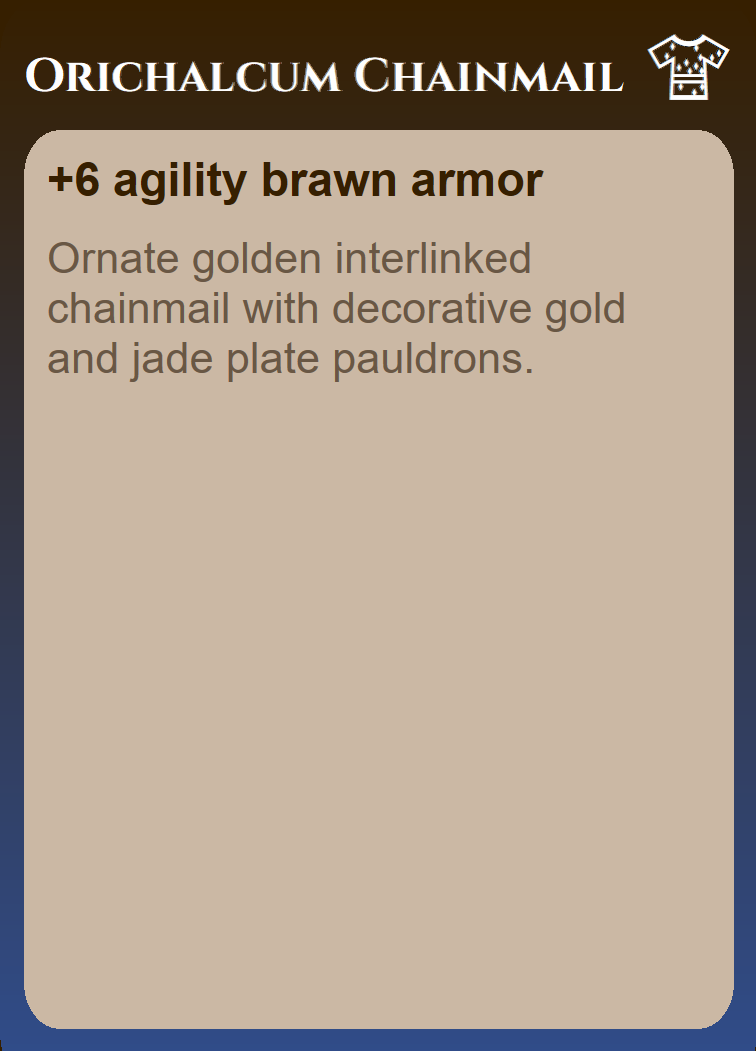 Orichalcum Chainmail
+6 agility brawn armor
Ornate golden interlinked
chainmail with decorative gold
and jade plate pauldrons.